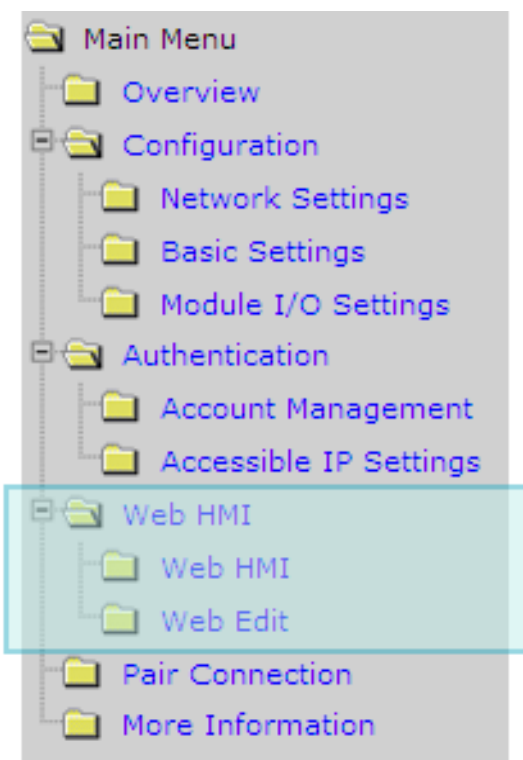 Main Menu
Overview
Configuration
Network Settings
Basic Settings
Module I/O Settings
Authentication
Account Management
Accessible IP Settings
Web HMI
Web HMI
Web Edit
Pair Connection
More Information